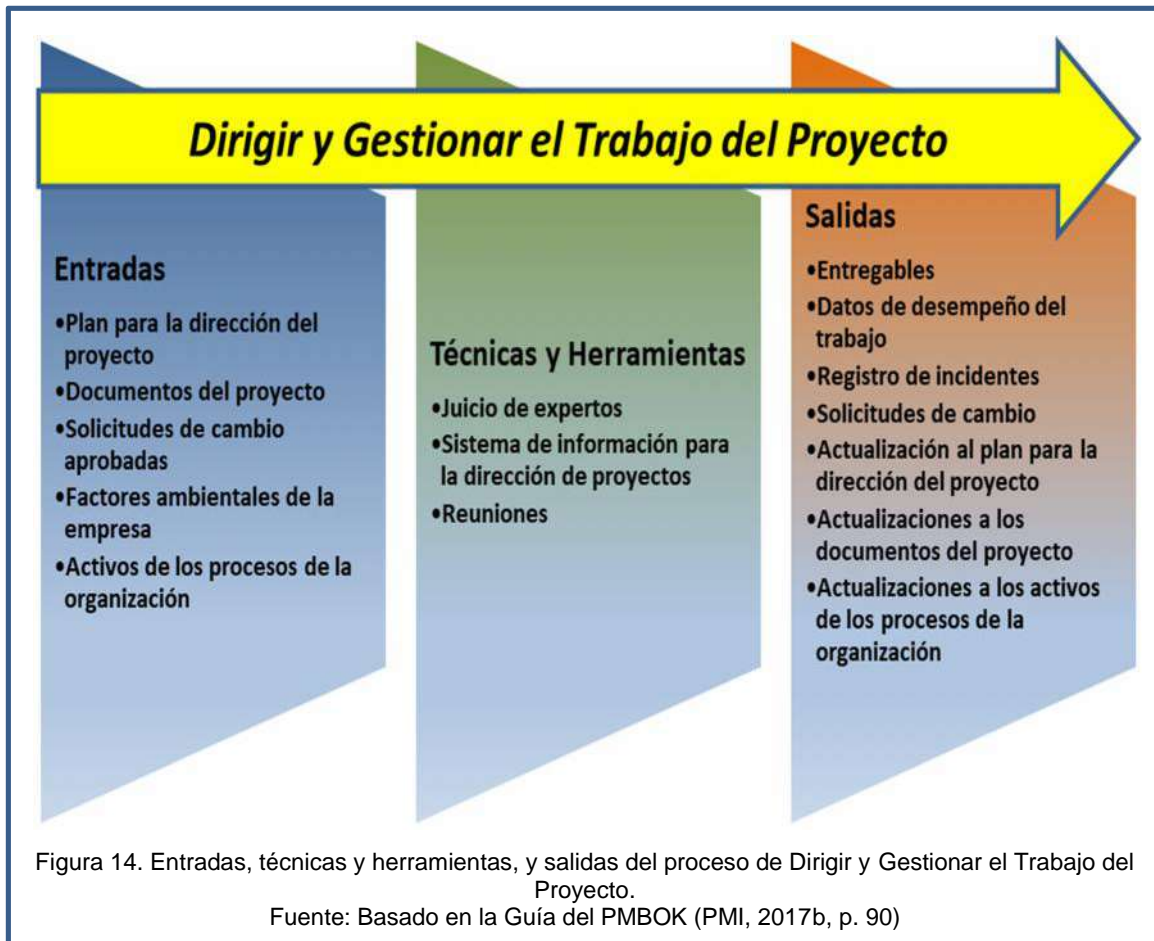 Dirigir y Gestionar el Trabajo del Proyecto
Entradas
•Plan para la dirección del
proyecto
•Documentos del proyecto
•Solicitudes de cambio
aprobadas
•Factores ambientales de la
empresa
•Activos de los procesos de la
organización
Técnicas y Herramientas
•Juicio de expertos
•Sistema de información para
la dirección de proyectos
•Reuniones
Salidas
•Entregables
•Datos de desempeño del
trabajo
•Registro de incidentes
•Solicitudes de cambio
•Actualización al plan para la
dirección del proyecto
•Actualizaciones a los
documentos del proyecto
•Actualizaciones a los activos
de los procesos de la
organización
Figura 14. Entradas, técnicas y herramientas, y salidas del proceso de Dirigir y Gestionar el Trabajo del
Proyecto.
Fuente: Basado en la Guía del PMBOK (PMI, 2017b, p. 90)